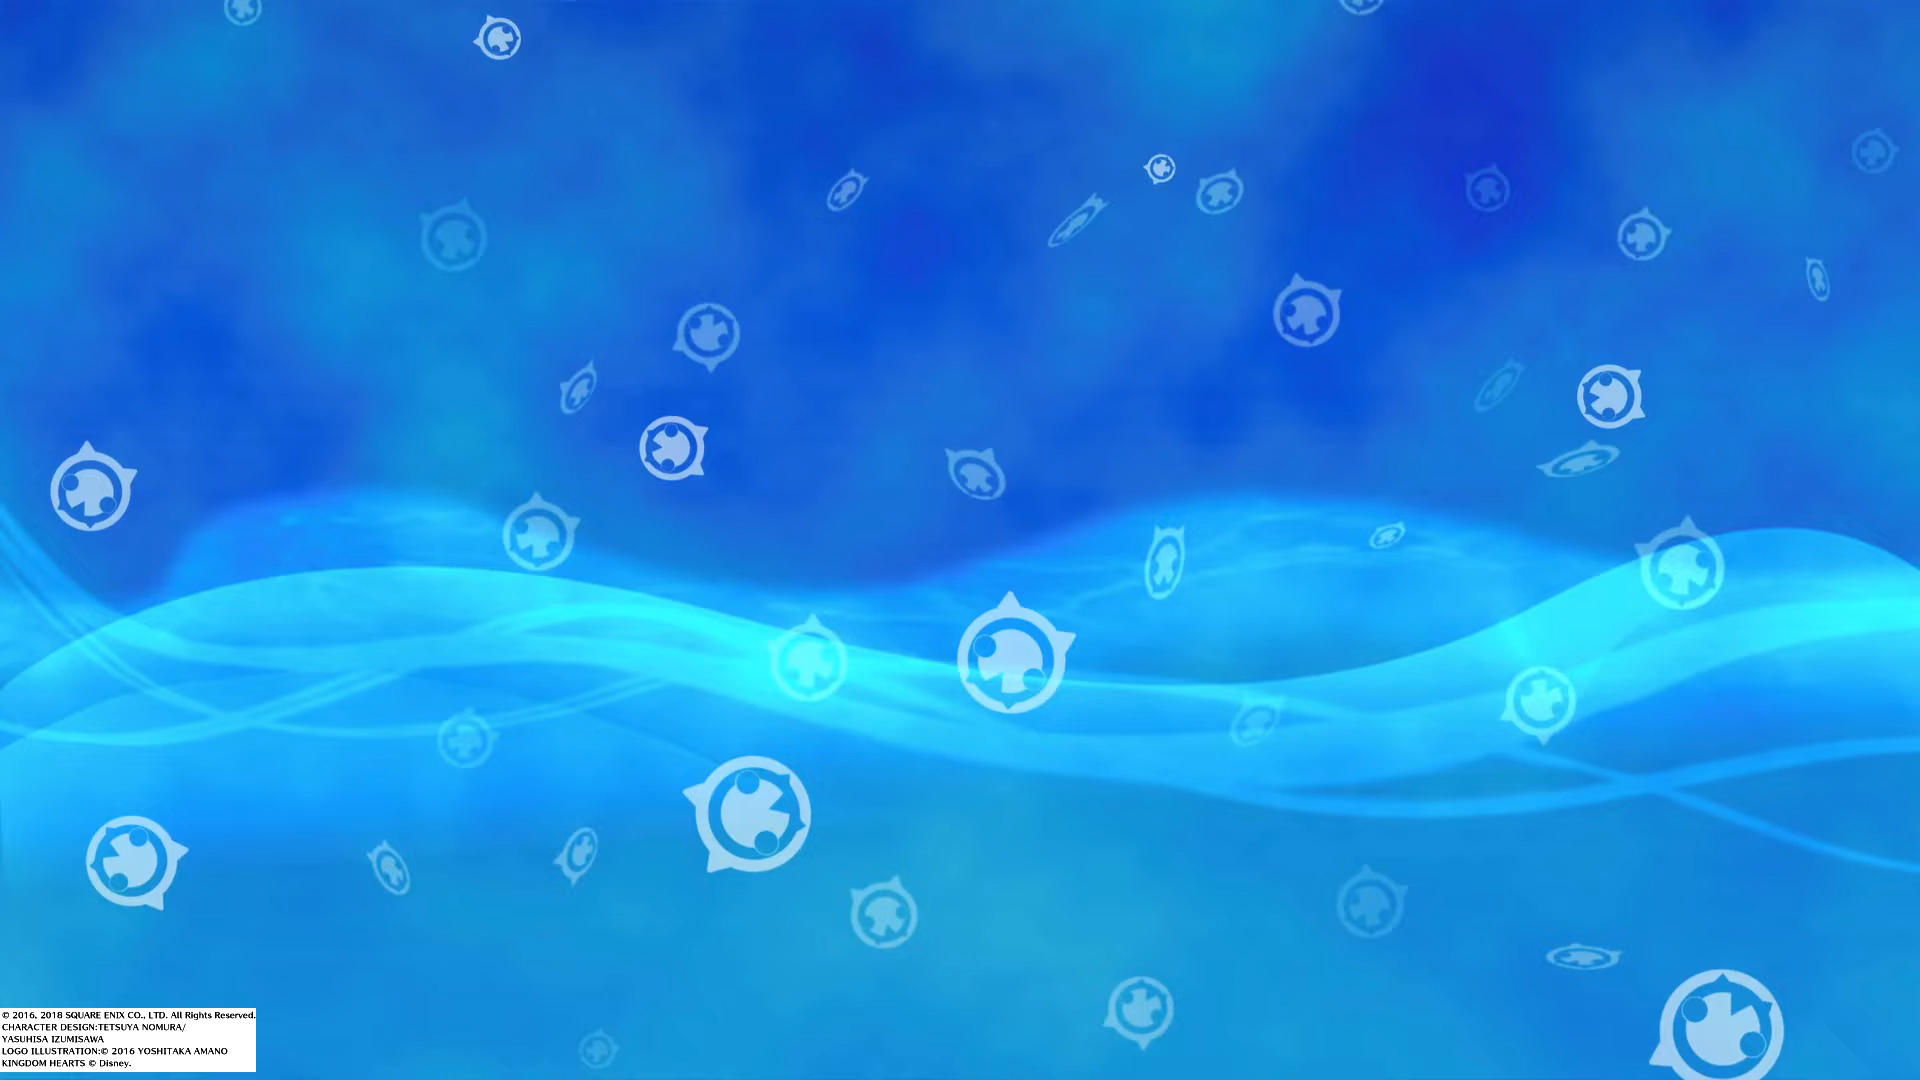 © 2016, 2018 SQUARE ENIX CO., LTD. All Rights Reserved.
CHARACTER DESIGN:TETSUYA NOMURA/
YASUHISA IZUMISAWA
LOGO ILLUSTRATION:© 2016 YOSHITAKA AMANO
KINGDOM HEARTS © Disney.